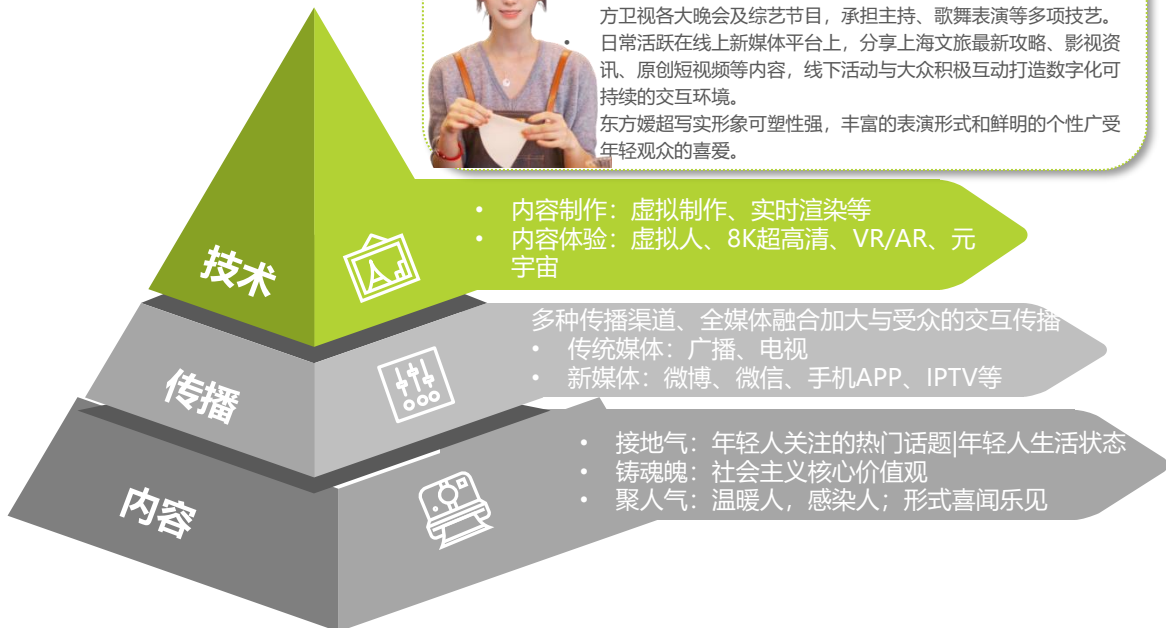 方卫视各大晚会及综艺节目，承担主持、歌舞表演等多项技艺。
日常活跃在线上新媒体平台上，分享上海文旅最新攻略、影视资
讯、原创短视频等内容，线下活动与大众积极互动打造数字化可
持续的交互环境。
东方媛超写实形象可塑性强，丰富的表演形式和鲜明的个性广受
年轻观众的喜爱。
技术
• 内容制作：虚拟制作、实时渲染等
• 内容体验：虚拟人、8K超高清、VR/AR、元
宇宙
传播
多种传播渠道、全媒体融合加大与受众的交互传播
• 传统媒体：广播、电视
• 新媒体：微博、微信、手机APP、IPTV等
内容
• 接地气：年轻人关注的热门话题|年轻人生活状态
• 铸魂魄：社会主义核心价值观
• 聚人气：温暖人，感染人；形式喜闻乐见